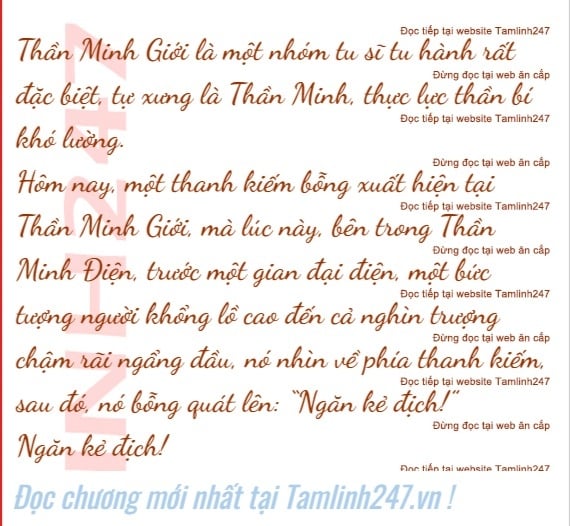 Đọc tiếp tại website Tamlinh247
Thần Minh Giới là một nhóm tu sĩ tu hành rất
Đừng đọc tại web ăn cắp
đặc biệt, tự xưng là Thần Minh, thực lực thần bí
Đọc tiếp tại website Tamlinh247
khó lường.
Đừng đọc tại web ăn cắp
Hôm nay, một thanh kiếm bỗng xuất hiện tại
Đọc tiếp tại website Tamlinh247
Thần Minh Giới, mà lúc này, bên trong Thần
Đừng đọc tại web ăn cắp
Minh Điện, trước một gian đại điện, một bức
Đọc tiếp tại website Tamlinh247
tượng người khổng lồ cao đến cả nghìn trượng
Đừng đọc tại web ăn cắp
chậm rãi ngẩng đầu, nó nhìn về phía thanh kiếm,
Đọc tiếp tại website Tamlinh247
sau đó, nó bỗng quát lên: “Ngăn kẻ địch!”
Đừng đọc tại web ăn cắp
Ngăn kẻ địch!
Đọc tiếp tại website Tamlinh247
INH247
Đọc chương mới nhất tại Tamlinh247.vn !